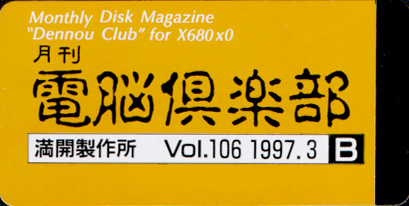 Monthly Disk Magazine
"Dennou Club" for X680x0
月刊
電脳倶楽部
満開製作所 Vol.106 1997.3 B